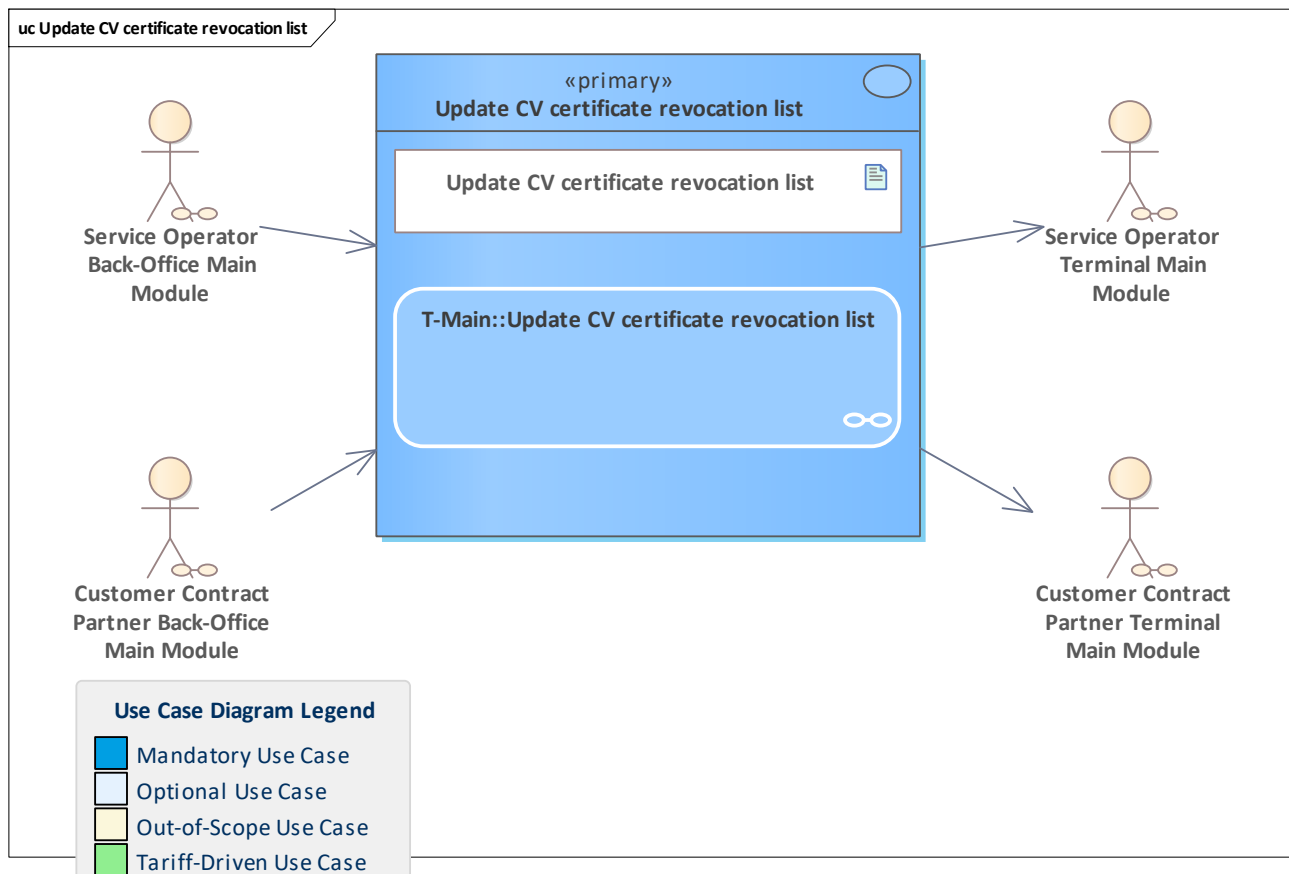 uc Update CV certificate revocation list
«primary»
Update CV certificate revocation list
Update CV certificate revocation list
T-Main::Update CV certificate revocation list
Service Operator
Back-Office Main
Module
Service Operator
Terminal Main
Module
Customer Contract
Partner Back-Office
Main Module
Customer Contract
Partner Terminal
Main Module
Use Case Diagram Legend
Mandatory Use Case
Optional Use Case
Out-of-Scope Use Case
Tariff-Driven Use Case